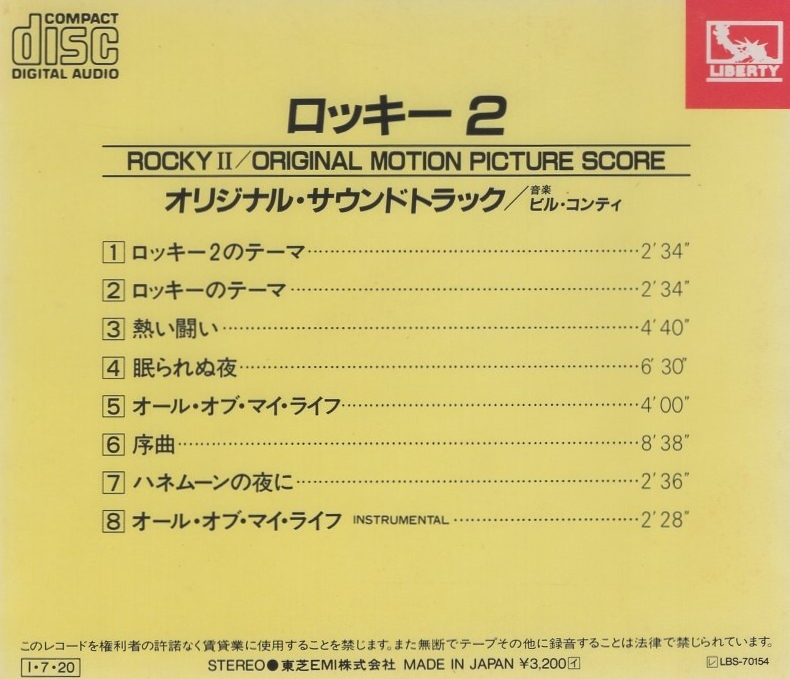 COMPACT
disc
DIGITAL AUDIO
LIBERTY
ロッキー 2
ROCKY II/ORIGINAL MOTION PICTURE SCORE
オリジナル・サウンドトラック/音楽 ビル・コンティ
1 ロッキー2のテーマ……2'34"
2 ロッキーのテーマ……2'34"
3 熱い闘い……4'40"
4 眠られぬ夜……6'30"
5 オール・オブ・マイ・ライフ……4'00"
6 序曲……8'38"
7 ハネムーンの夜に……2'36"
8 オール・オブ・マイ・ライフ INSTRUMENTAL……2'28"
このレコードを権利者の許諾なく賃貸業に使用することを禁じます。また無断でテープその他に録音することは法律で禁じられています。
I・7・20 STEREO●東芝EMI株式会社 MADE IN JAPAN ¥3,200イ レLBS-70154